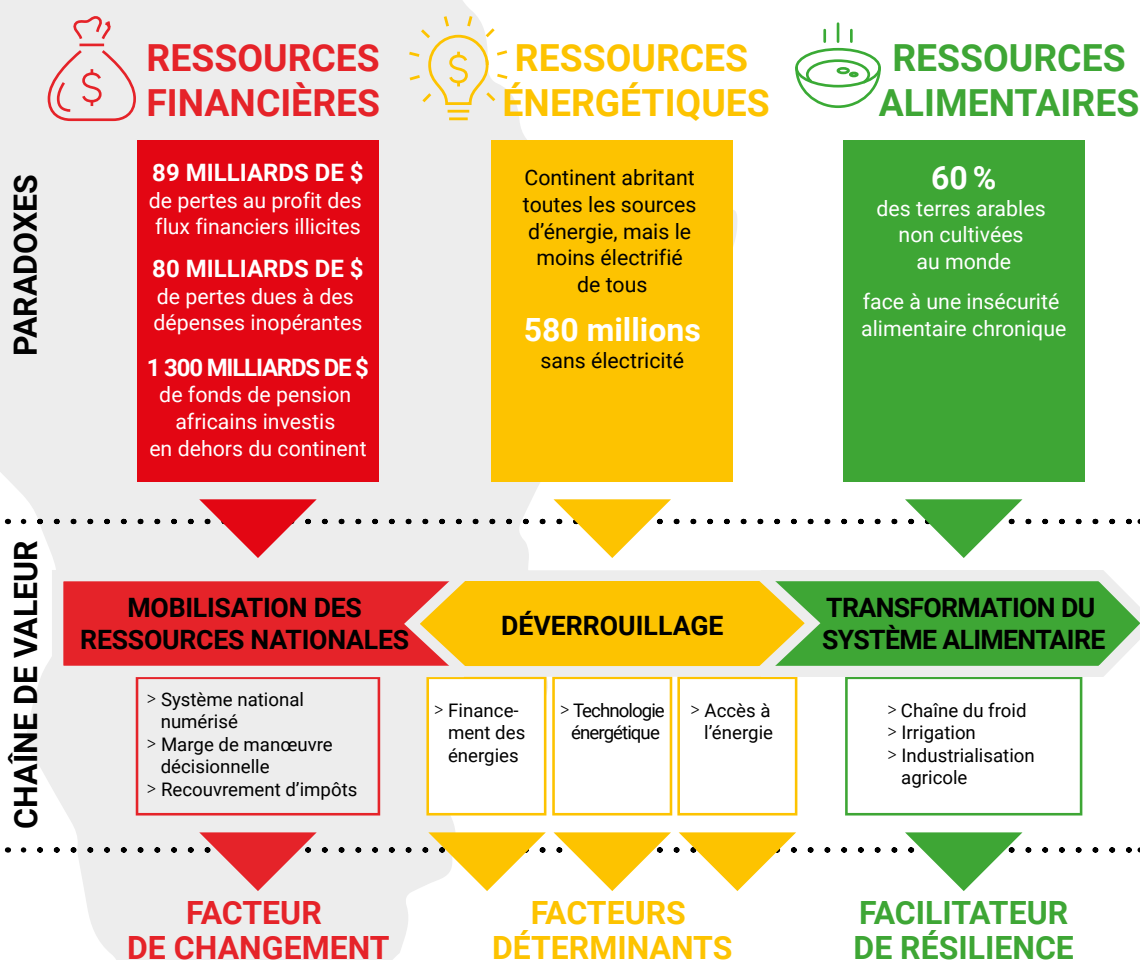 RESSOURCES
FINANCIÈRES
RESSOURCES
ÉNERGÉTIQUES
RESSOURCES
ALIMENTAIRES
PARADOXES
89 MILLIARDS DE $
de pertes au profit des
flux financiers illicites
80 MILLIARDS DE $
de pertes dues à des
dépenses inopérantes
1 300 MILLIARDS DE $
de fonds de pension
africains investis
en dehors du continent
Continent abritant
toutes les sources
d'énergie, mais le
moins électrifié
de tous
580 millions
sans électricité
60 %
des terres arables
non cultivées
au monde
face à une insécurité
alimentaire chronique
CHAÎNE DE VALEUR
MOBILISATION DES
RESSOURCES NATIONALES
DÉVERROUILLAGE
TRANSFORMATION DU
SYSTÈME ALIMENTAIRE
> Système national
numérisé
> Marge de manœuvre
décisionnelle
> Recouvrement d'impôts
> Finance-
ment des
énergies
> Technologie
énergétique
> Accès à
l'énergie
> Chaîne du froid
> Irrigation
> Industrialisation
agricole
FACTEUR
DE CHANGEMENT
FACTEURS
DÉTERMINANTS
FACILITATEUR
DE RÉSILIENCE
$
$